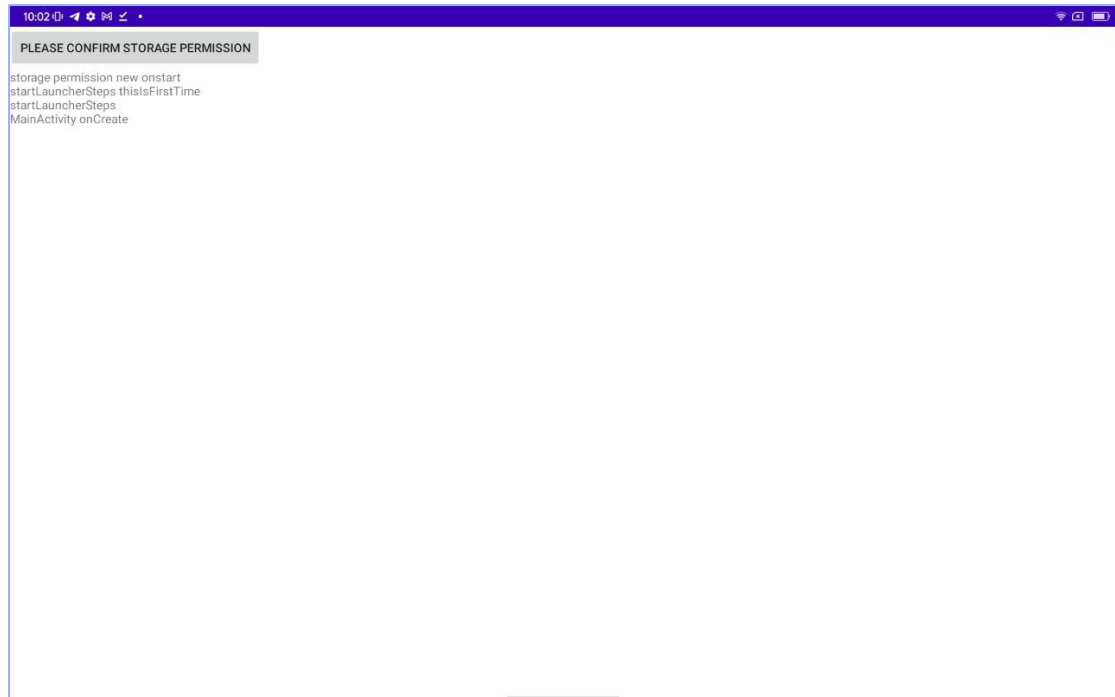 10:02
PLEASE CONFIRM STORAGE PERMISSION
storage permission new onstart
startLauncherSteps thisIsFirstTime
startLauncherSteps
MainActivity onCreate